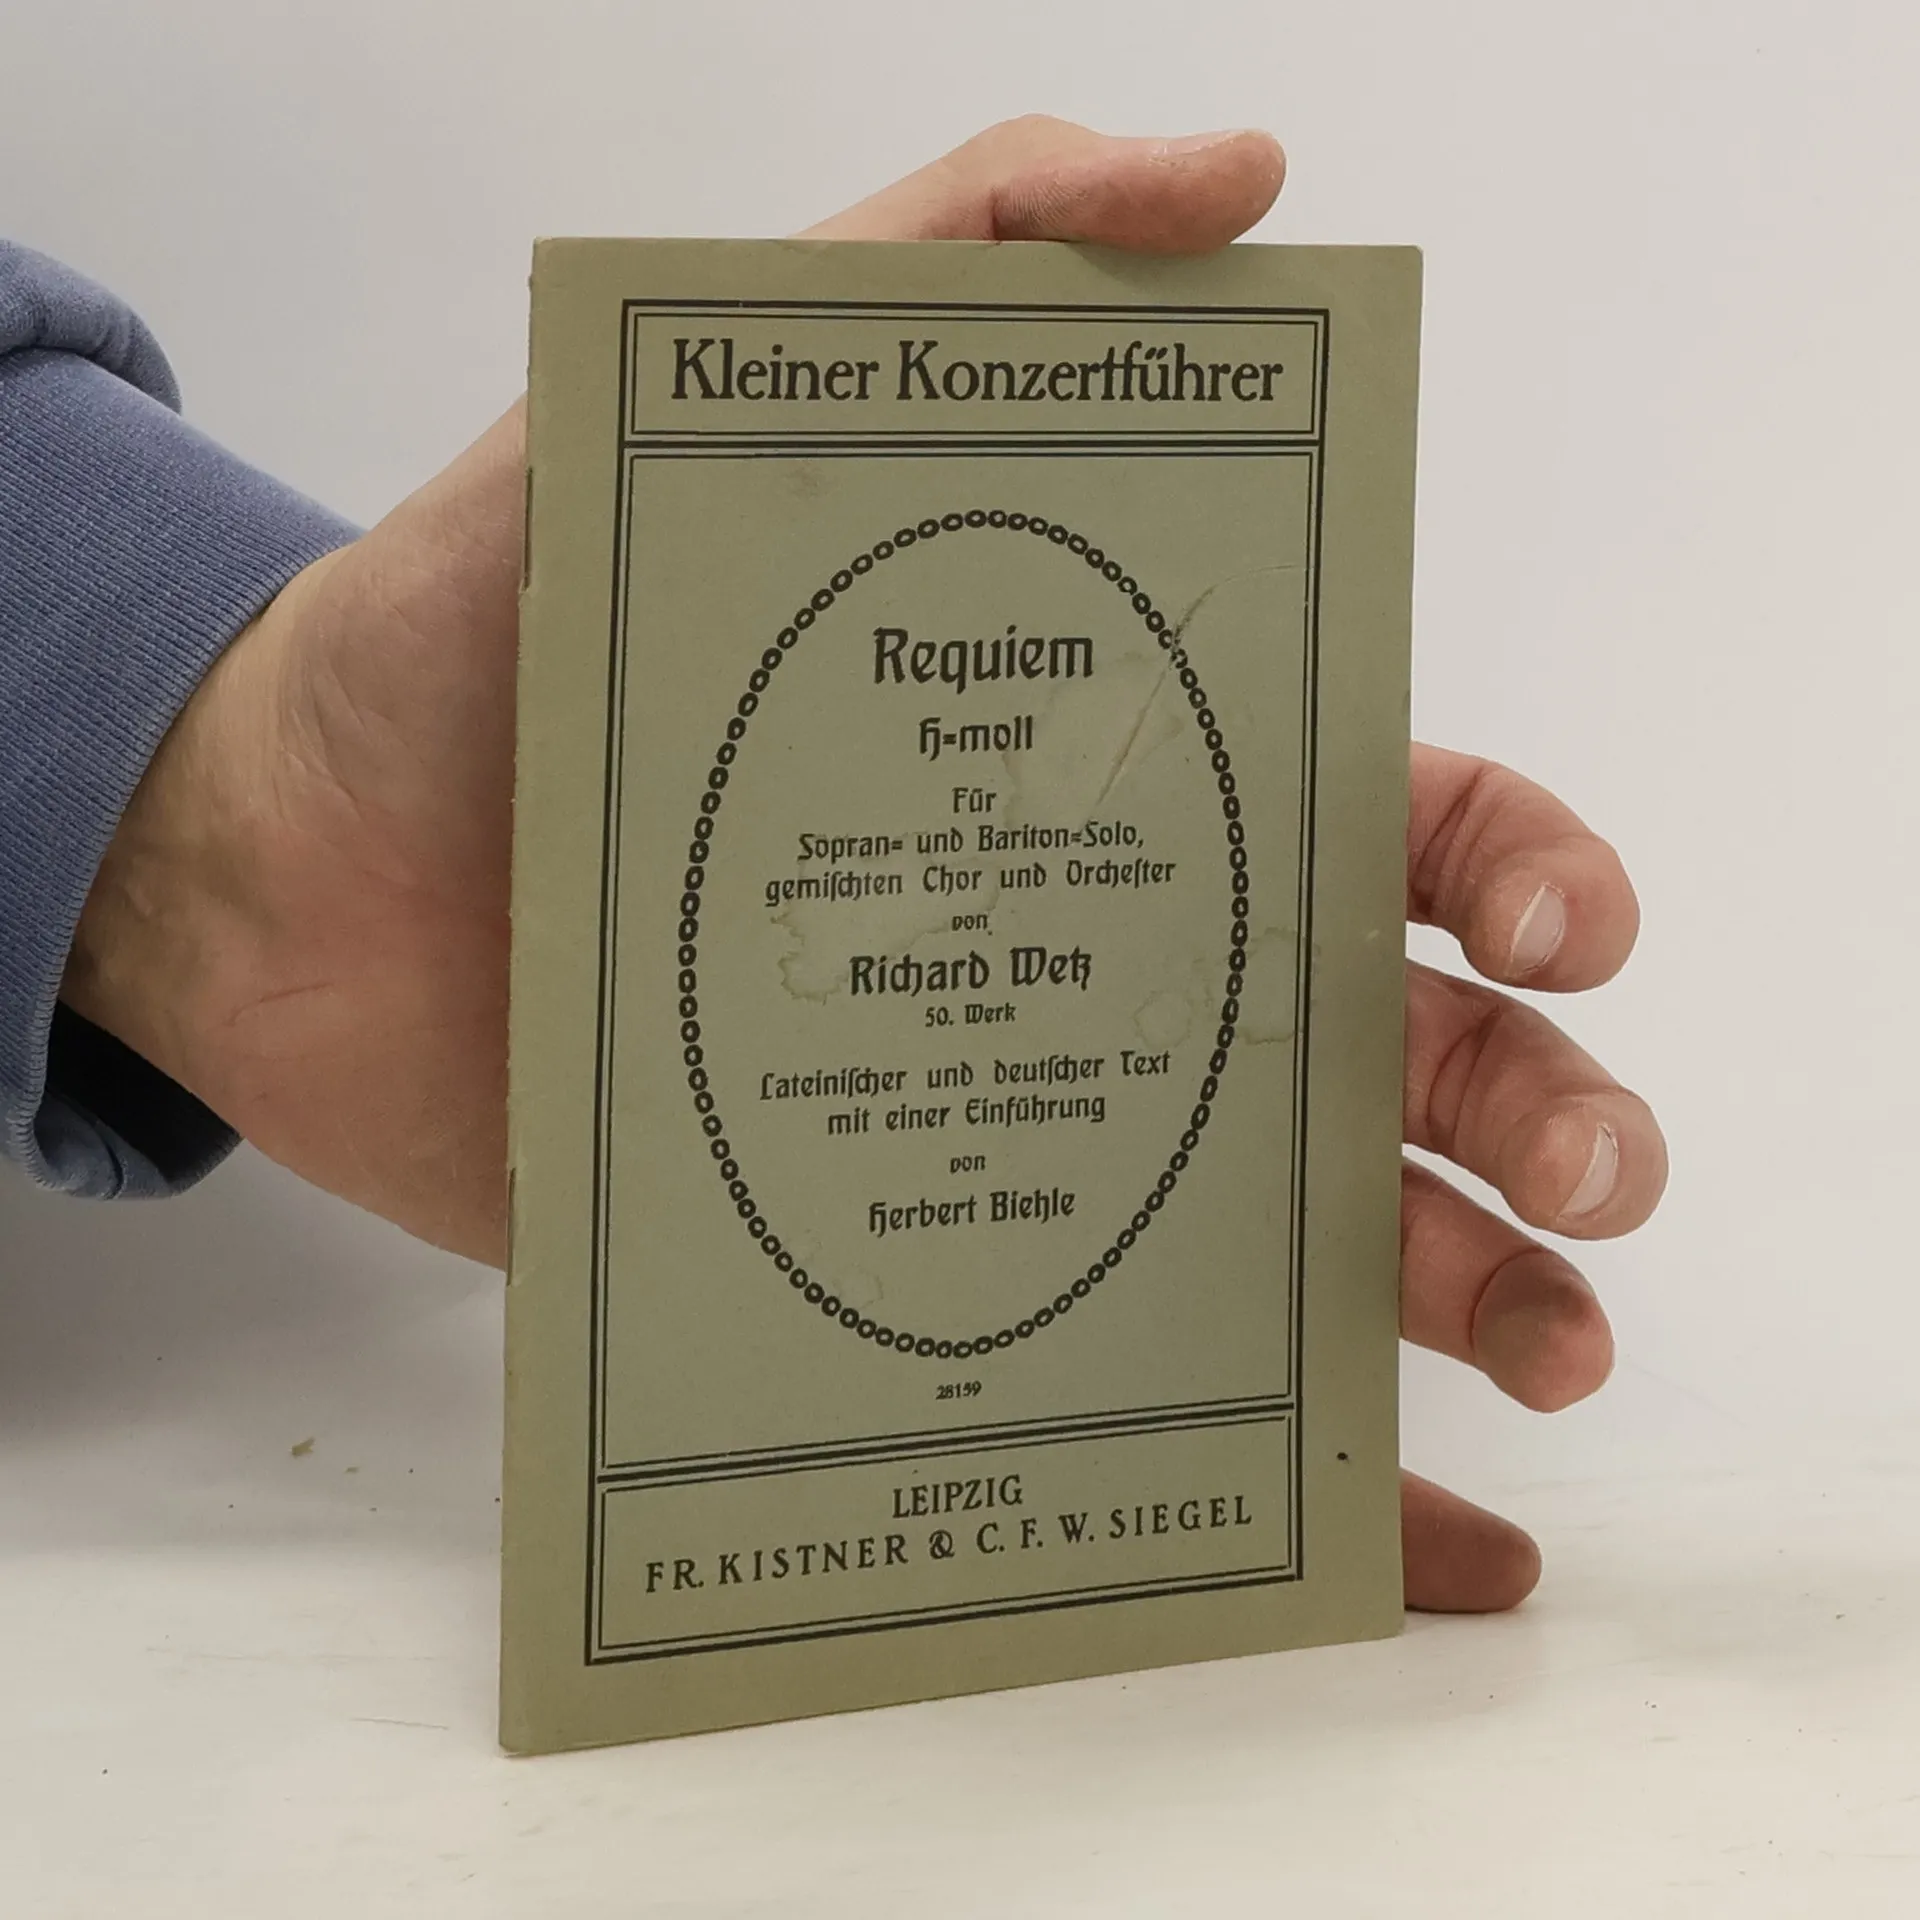 Kleiner Konzertführer
Requiem
H=moll
Für
Sopran= und Bariton=Solo,
gemiſchten Chor und Orcheſter
von
Richard Wetz
50. Werk
Lateiniſcher und deutſcher Text
mit einer Einführung
von
Herbert Biehle
28159
LEIPZIG
FR. KISTNER & C. F. W. SIEGEL